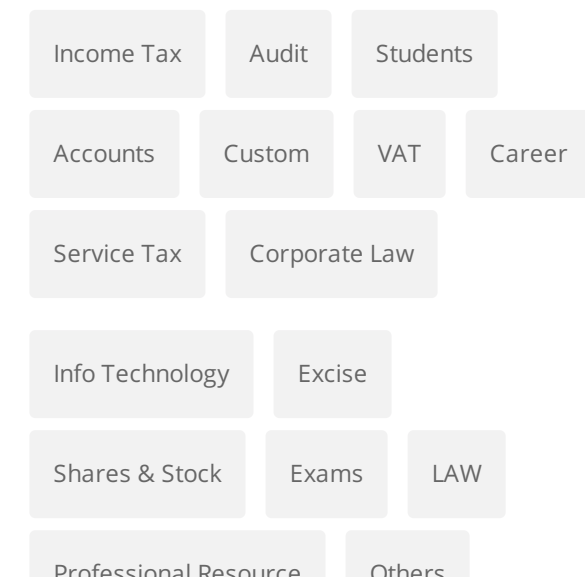 Income Tax Audit Students
Accounts Custom VAT Career
Service Tax Corporate Law
Info Technology Excise
Shares & Stock Exams LAW
Professional Resource Others